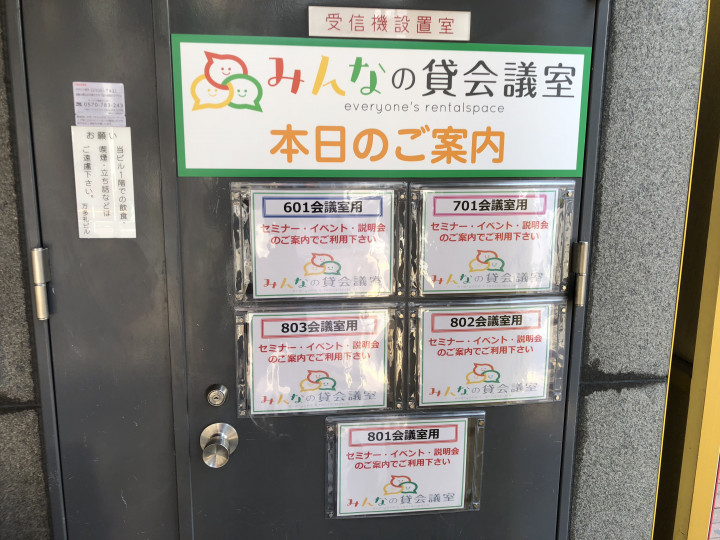 受信機設置室
みんなの貸会議室
everyone's rentalspace
本日のご案内
お願い
当ビル1階での飲食、
喫煙・立ち話などは
ご遠慮下さい。
万多礼ビル
601会議室用
セミナー・イベント・説明会
のご案内でご利用下さい
みんなの貸会議室
701会議室用
セミナー・イベント・説明会
のご案内でご利用下さい
みんなの貸会議室
803会議室用
セミナー・イベント・説明会
のご案内でご利用下さい
みんなの貸会議室
802会議室用
セミナー・イベント・説明会
のご案内でご利用下さい
みんなの貸会議室
801会議室用
セミナー・イベント・説明会
のご案内でご利用下さい
みんなの貸会議室